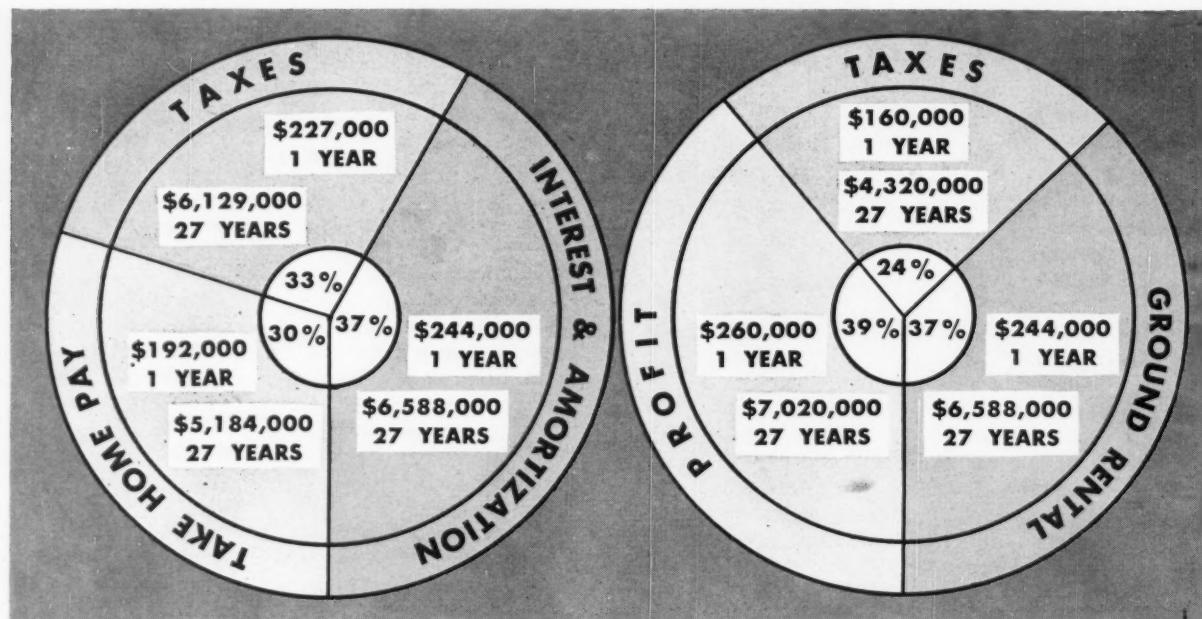 TAXES
$227,000
1 YEAR
$6,129,000
27 YEARS
33%
INTEREST & AMORTIZATION
37%
$244,000
1 YEAR
$6,588,000
27 YEARS
TAKE HOME PAY
30%
$192,000
1 YEAR
$5,184,000
27 YEARS
TAXES
$160,000
1 YEAR
$4,320,000
27 YEARS
24%
GROUND RENTAL
37%
$244,000
1 YEAR
$6,588,000
27 YEARS
PROFIT
39%
$260,000
1 YEAR
$7,020,000
27 YEARS